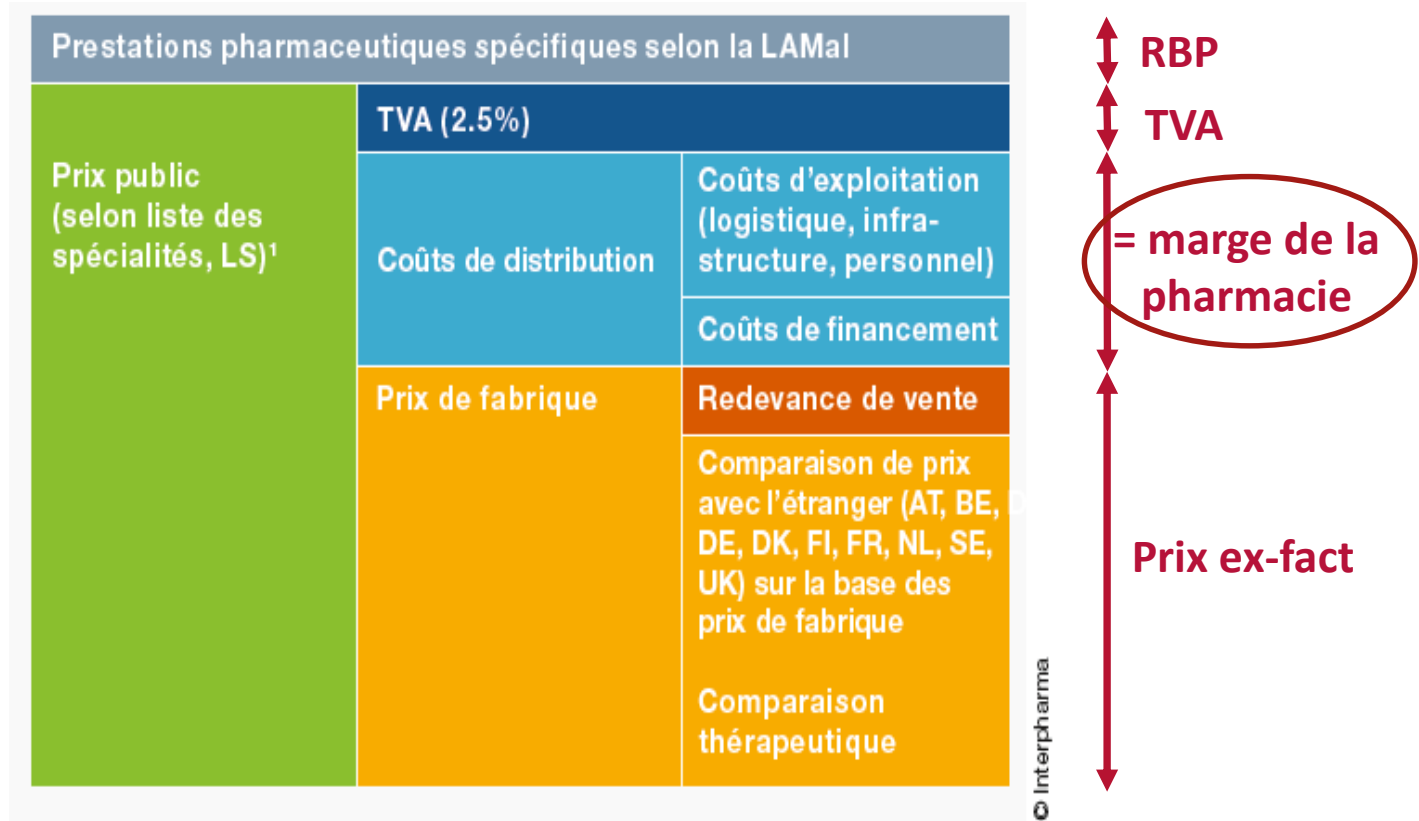 Prestations pharmaceutiques spécifiques selon la LAMal
RBP
TVA (2.5%)
TVA
Prix public
(selon liste des
spécialités, LS)¹
Coûts de distribution
Coûts d'exploitation
(logistique, infra-
structure, personnel)
Coûts de financement
= marge de la
pharmacie
Prix de fabrique
Redevance de vente
Comparaison de prix
avec l'étranger (AT, BE, D
DE, DK, FI, FR, NL, SE,
UK) sur la base des
prix de fabrique
Comparaison
thérapeutique
Prix ex-fact
© Interpharma